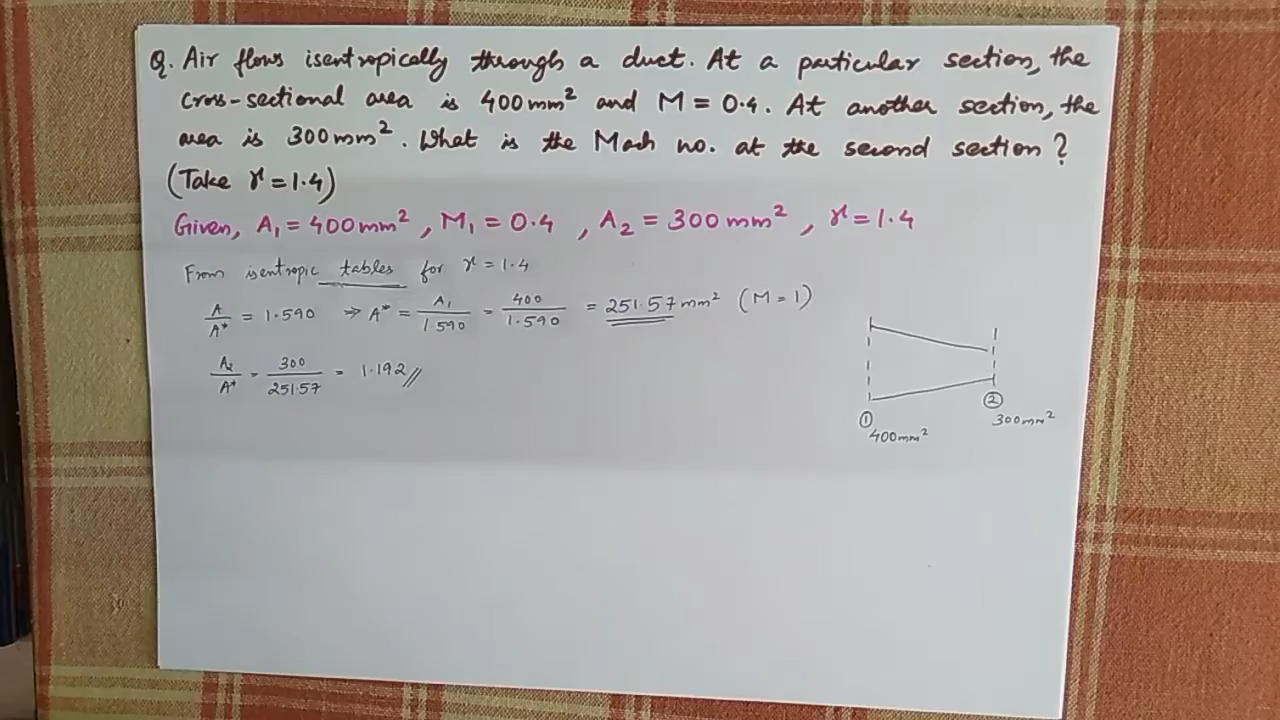 Q. Air flows isentropically through a duct. At a particular section, the
cross-sectional area is 400 mm² and M = 0.4. At another section, the
area is 300 mm². What is the Mach no. at the second section?
(Take γ = 1.4)
Given, A₁ = 400 mm², M₁ = 0.4, A₂ = 300 mm², γ = 1.4
From isentropic tables for γ = 1.4
A/A* = 1.590 ⇒ A* = A₁/1.590 = 400/1.590 = 251.57 mm² (M = 1)
A₂/A* = 300/251.57 = 1.192 //
① 400 mm²
② 300 mm²